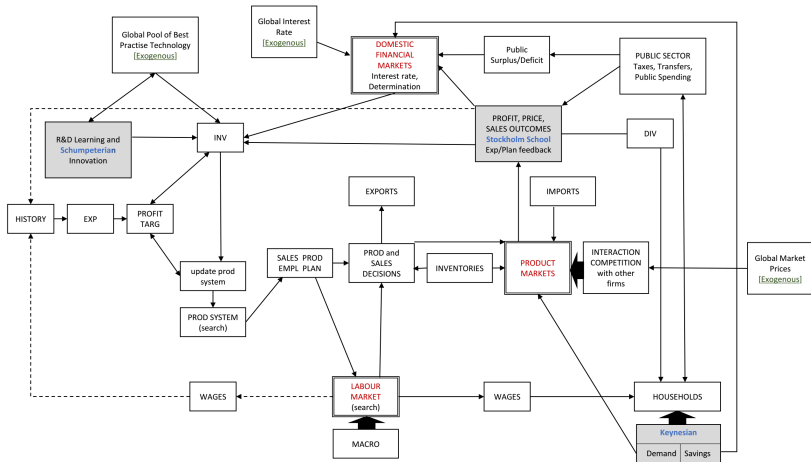 Global Pool of Best
Practise Technology
[Exogenous]
Global Interest
Rate
[Exogenous]
DOMESTIC
FINANCIAL
MARKETS
Interest rate,
Determination
Public
Surplus/Deficit
PUBLIC SECTOR
Taxes, Transfers,
Public Spending
R&D Learning and
Schumpeterian
Innovation
INV
PROFIT, PRICE,
SALES OUTCOMES
Stockholm School
Exp/Plan feedback
DIV
HISTORY
EXP
PROFIT
TARG
EXPORTS
IMPORTS
update prod
system
PROD SYSTEM
(search)
SALES PROD
EMPL PLAN
PROD and
SALES
DECISIONS
INVENTORIES
PRODUCT
MARKETS
INTERACTION
COMPETITION
with other
firms
Global Market
Prices
[Exogenous]
WAGES
LABOUR
MARKET
(search)
WAGES
HOUSEHOLDS
MACRO
Keynesian
Demand
Savings